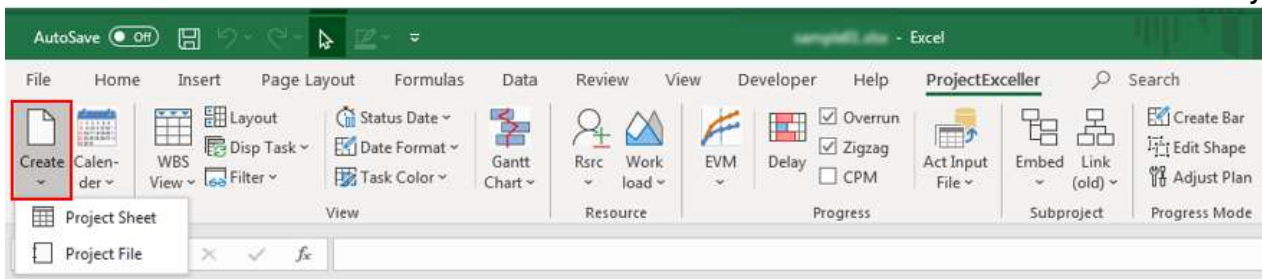 AutoSave Off - Excel
File Home Insert Page Layout Formulas Data Review View Developer Help ProjectExceller Search
Create Calen-der WBS View Layout Disp Task Filter Status Date Date Format Task Color Gantt Chart Rsrc Work load EVM Delay Overrun Zigzag CPM Act Input File Embed Link (old) Create Bar Edit Shape Adjust Plan
Project Sheet View Resource Progress Subproject Progress Mode
Project File fx